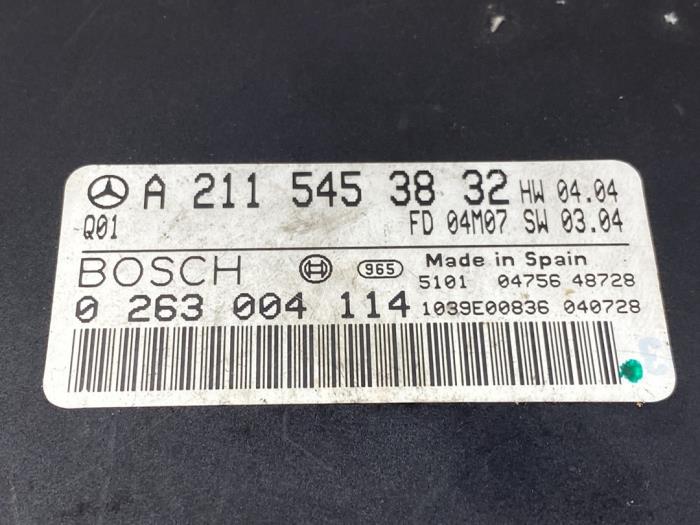 A 211 545 38 32 HW 04.04
Q01 FD 04M07 SW 03.04
BOSCH 965 Made in Spain
5101 04756 48728
0 263 004 114 1039E00836 040728
3